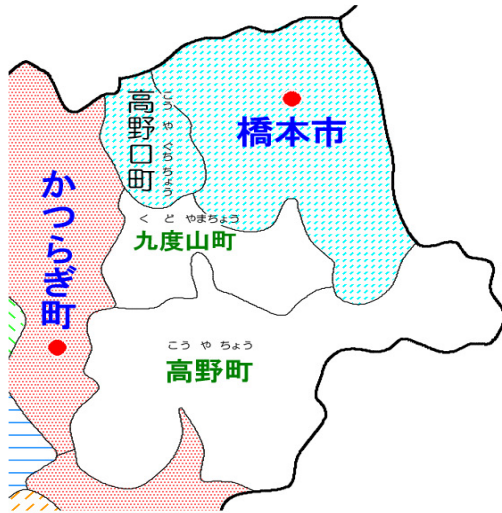 橋本市
高野口町
こうやぐちちょう
かつらぎ町
くどやまちょう
九度山町
こうやちょう
高野町